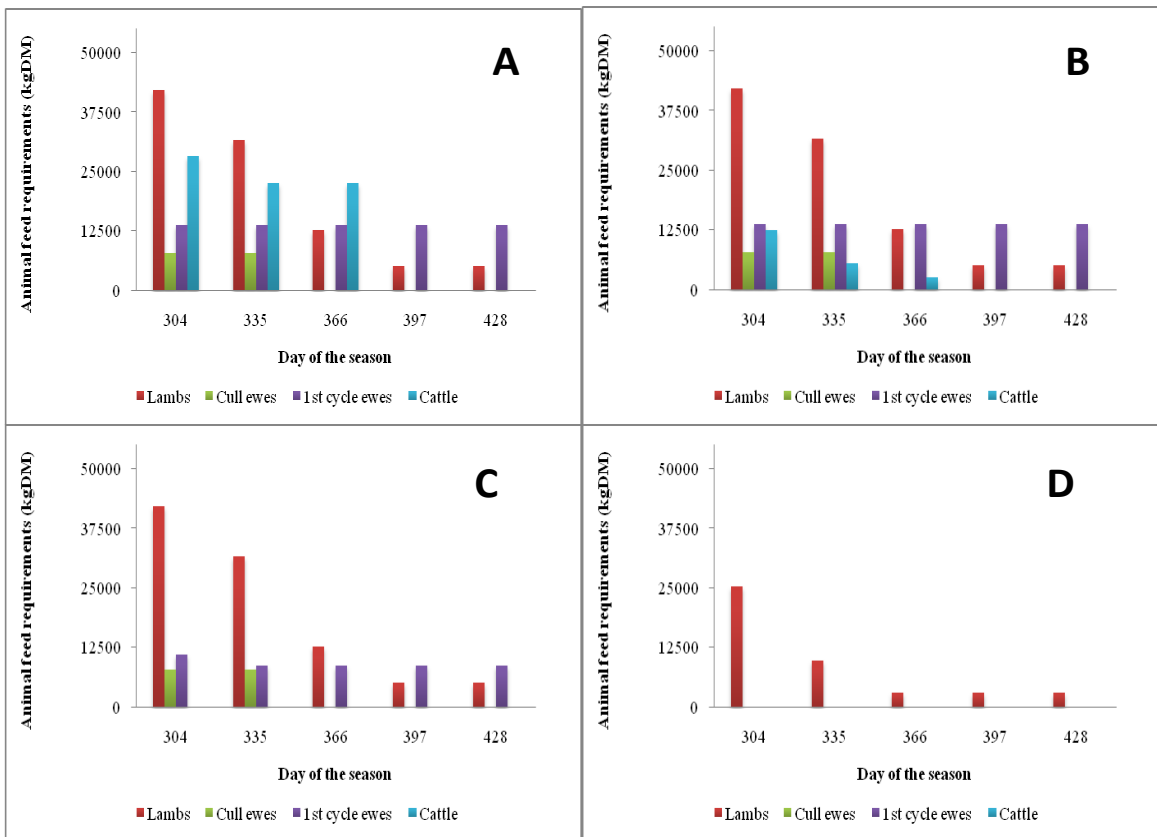 A
Animal feed requirements (kgDM)
50000
37500
25000
12500
0
304 335 366 397 428
Day of the season
Lambs Cull ewes 1st cycle ewes Cattle
B
Animal feed requirements (kgDM)
50000
37500
25000
12500
0
304 335 366 397 428
Day of the season
Lambs Cull ewes 1st cycle ewes Cattle
C
Animal feed requirements (kgDM)
50000
37500
25000
12500
0
304 335 366 397 428
Day of the season
Lambs Cull ewes 1st cycle ewes Cattle
D
Animal feed requirements (kgDM)
50000
37500
25000
12500
0
304 335 366 397 428
Day of the season
Lambs Cull ewes 1st cycle ewes Cattle